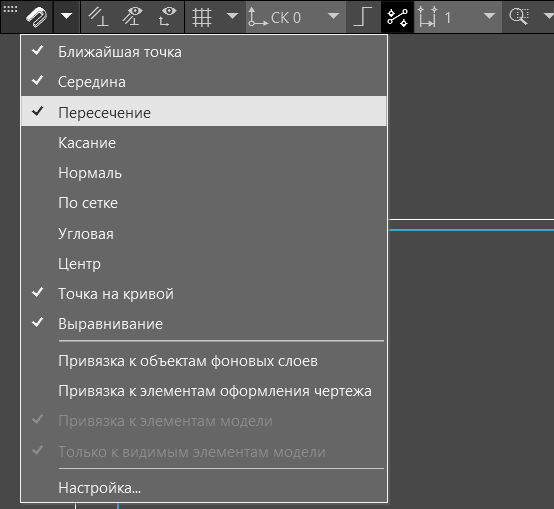 СК 0 1
Ближайшая точка
Середина
Пересечение
Касание
Нормаль
По сетке
Угловая
Центр
Точка на кривой
Выравнивание
Привязка к объектам фоновых слоев
Привязка к элементам оформления чертежа
Привязка к элементам модели
Только к видимым элементам модели
Настройка...